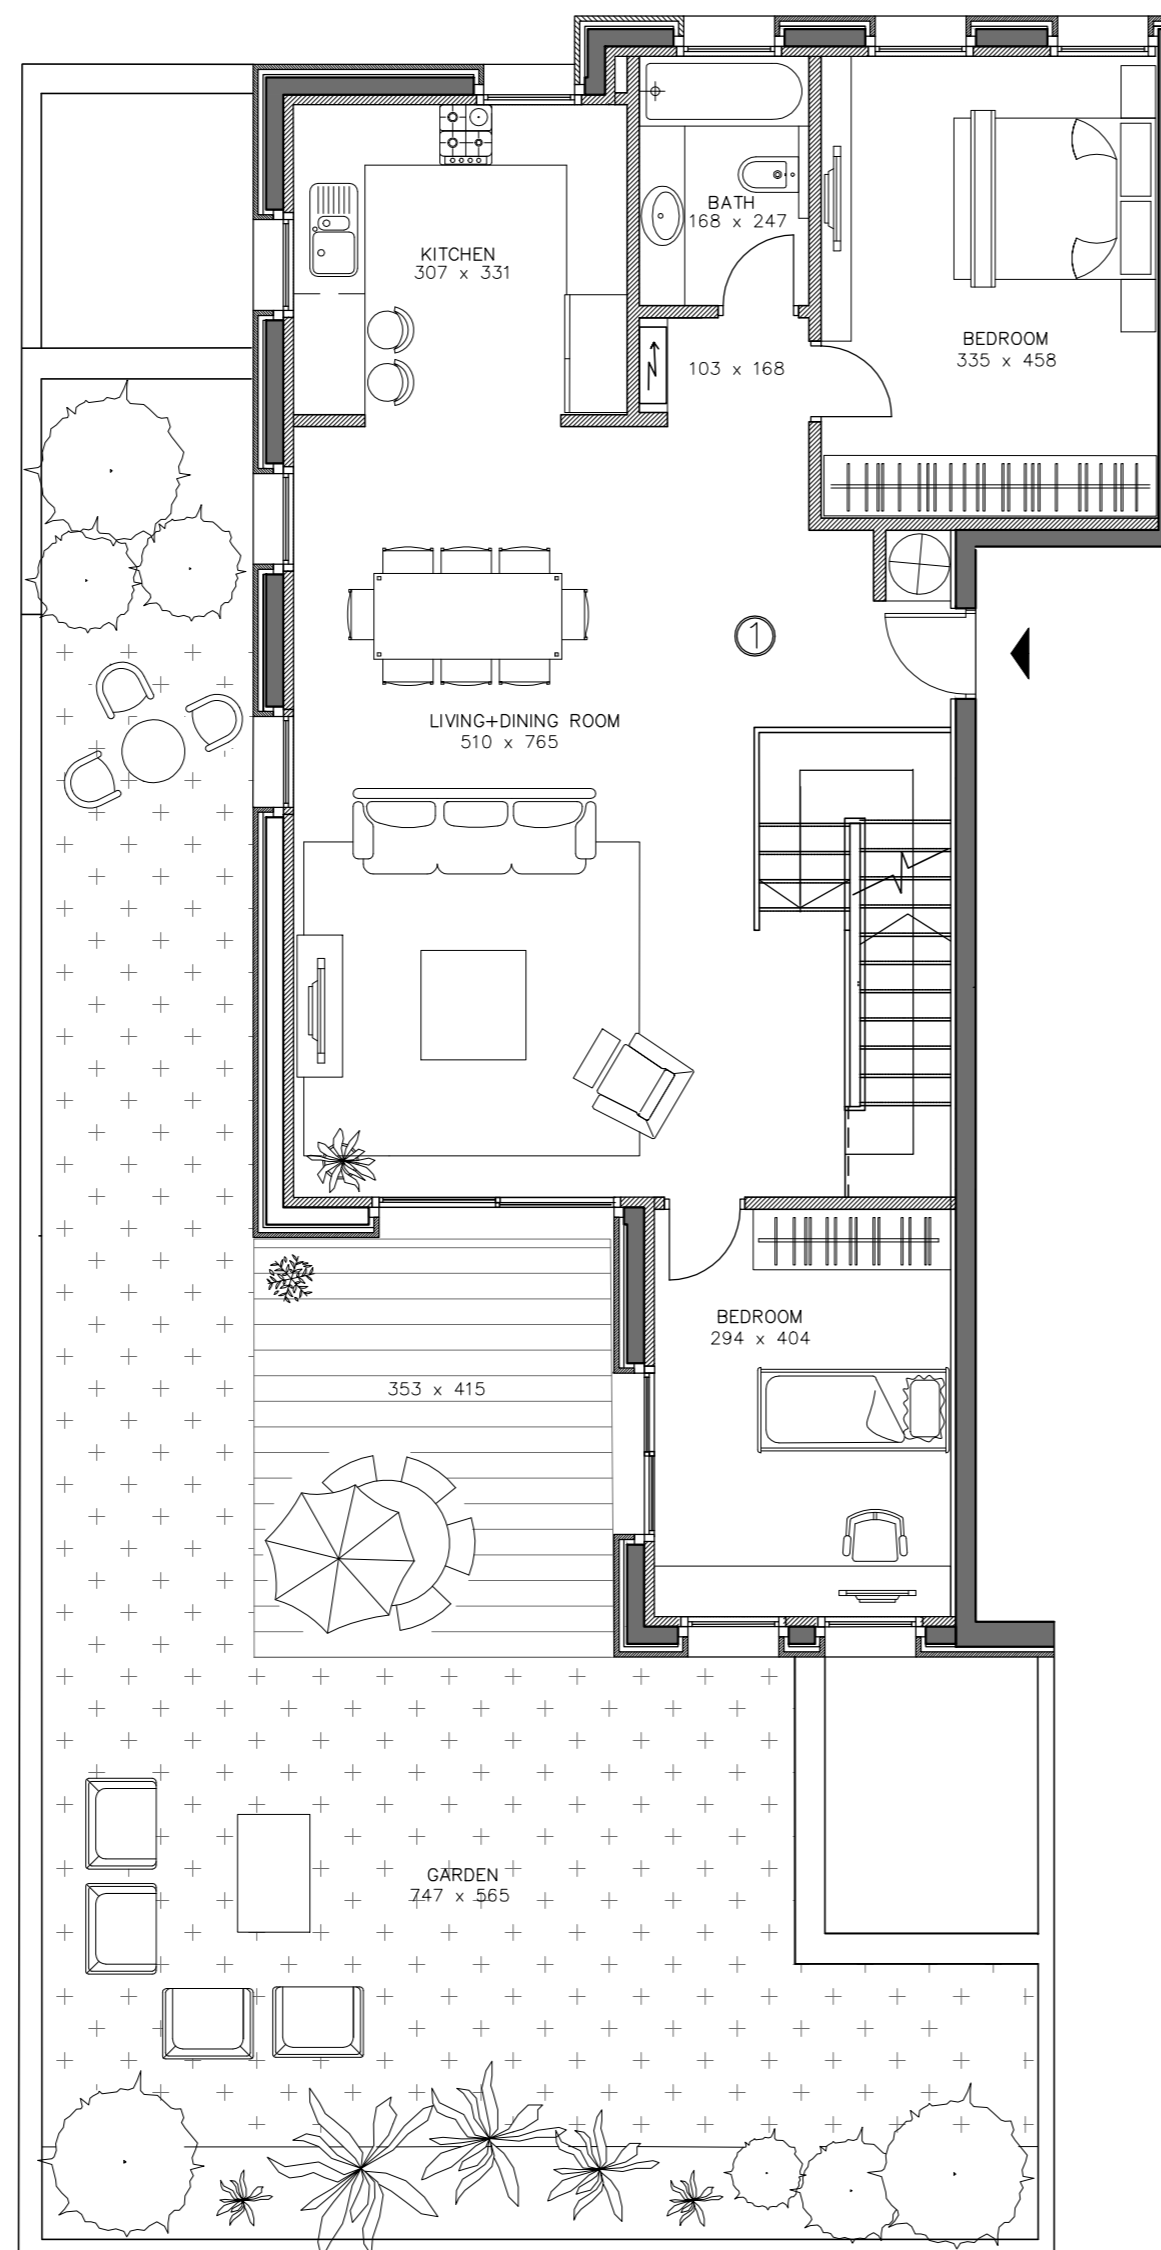 BATH
168 x 247
KITCHEN
307 x 331
BEDROOM
335 x 458
103 x 168
1
LIVING+DINING ROOM
510 x 765
BEDROOM
294 x 404
353 x 415
GARDEN
747 x 565